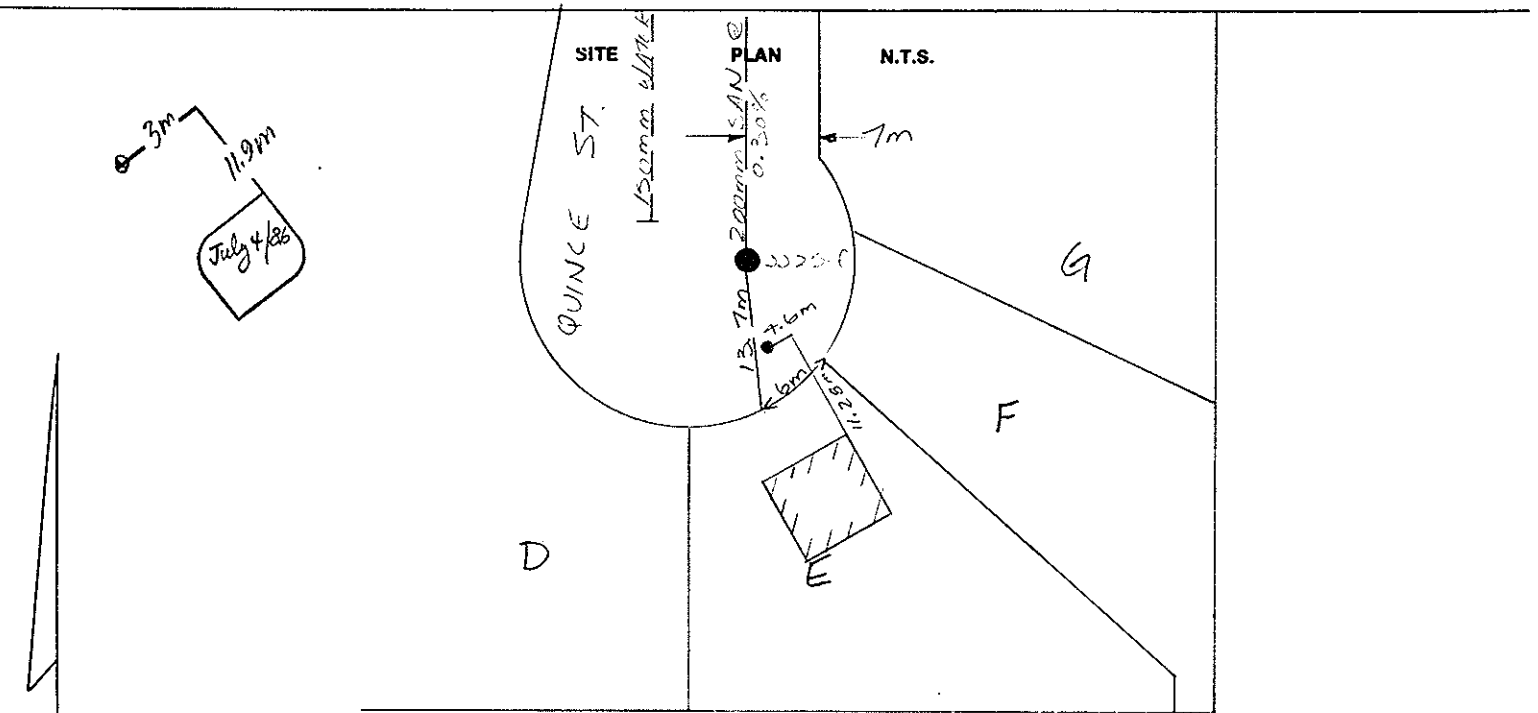 SITE PLAN N.T.S.
QUINCE ST.
150mm WATER
200mm SAN @
0.30%
7m
3m
11.9m
July 4/86
13.7m
4.6m
6m
11.28m
D
E
F
G